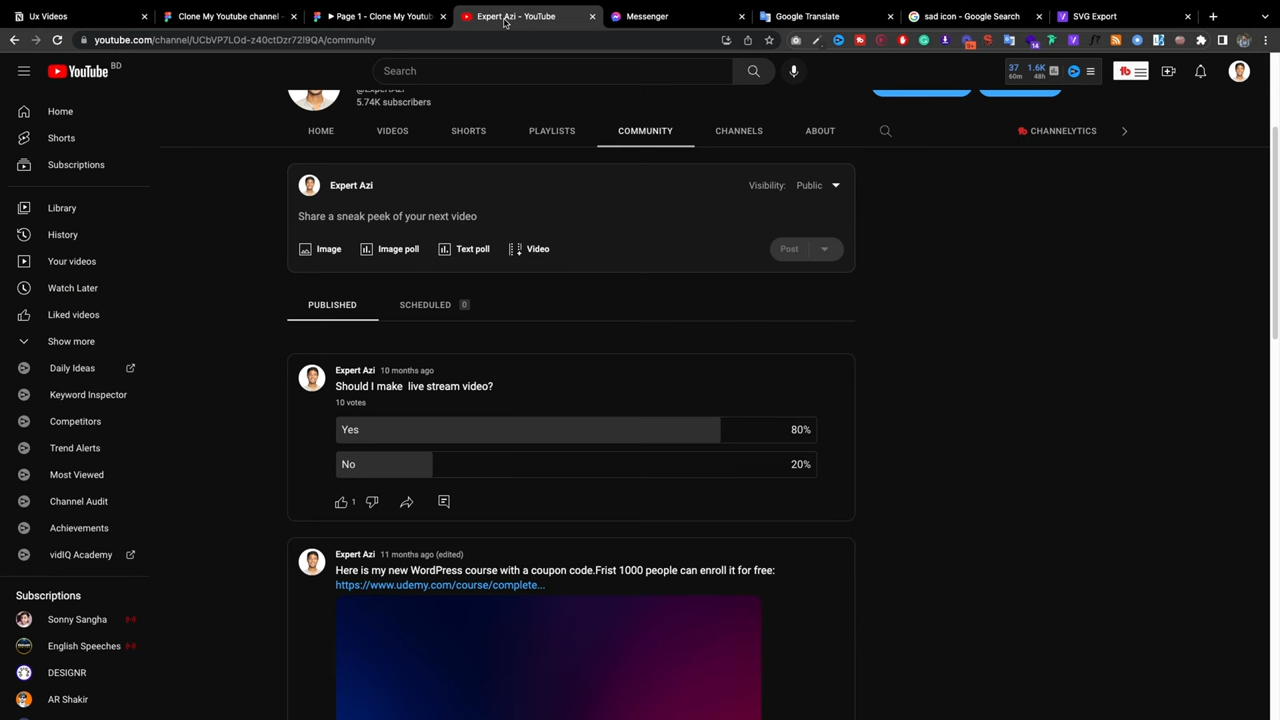 Ux Videos
Clone My Youtube channel -
Page 1 - Clone My Youtub
Expert Azi - YouTube
Messenger
Google Translate
sad icon - Google Search
SVG Export
youtube.com/channel/UCbVP7LOd-z40ctDzr72I9QA/community
YouTube BD
Search
37 60m
1.6K 48h
@ExpertAzi
5.74K subscribers
HOME
VIDEOS
SHORTS
PLAYLISTS
COMMUNITY
CHANNELS
ABOUT
CHANNELYTICS
Home
Shorts
Subscriptions
Library
History
Your videos
Watch Later
Liked videos
Show more
Daily Ideas
Keyword Inspector
Competitors
Trend Alerts
Most Viewed
Channel Audit
Achievements
vidIQ Academy
Subscriptions
Sonny Sangha
English Speeches
DESIGNR
AR Shakir
Expert Azi
Visibility: Public
Share a sneak peek of your next video
Image
Image poll
Text poll
Video
Post
PUBLISHED
SCHEDULED 0
Expert Azi 10 months ago
Should I make  live stream video?
10 votes
Yes 80%
No 20%
1
Expert Azi 11 months ago (edited)
Here is my new WordPress course with a coupon code.Frist 1000 people can enroll it for free:
https://www.udemy.com/course/complete...